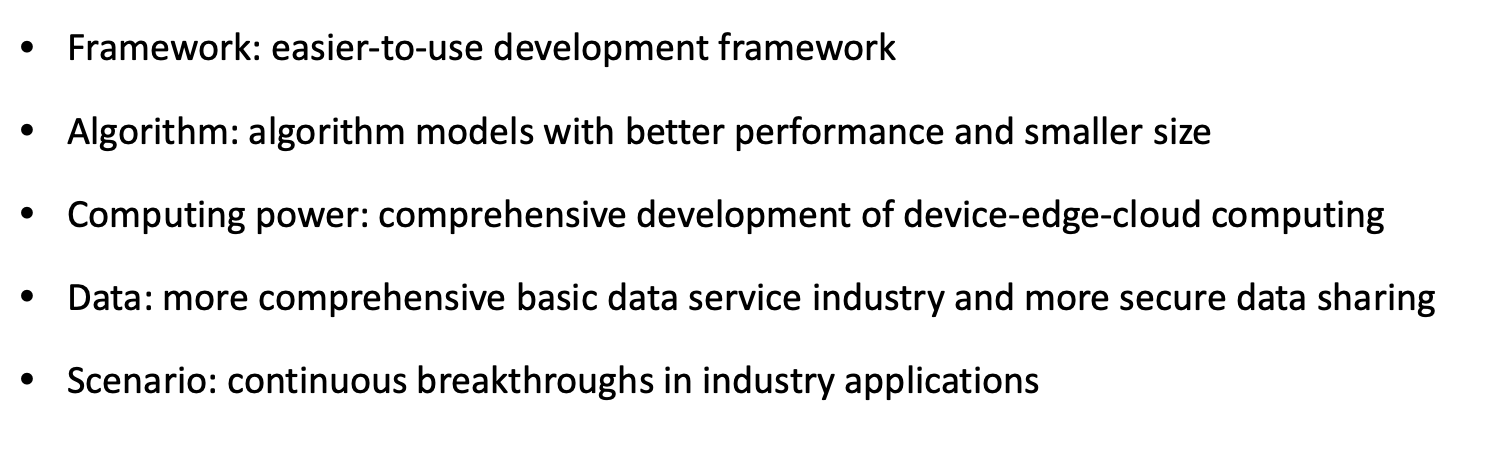 • Framework: easier-to-use development framework
• Algorithm: algorithm models with better performance and smaller size
• Computing power: comprehensive development of device-edge-cloud computing
• Data: more comprehensive basic data service industry and more secure data sharing
• Scenario: continuous breakthroughs in industry applications